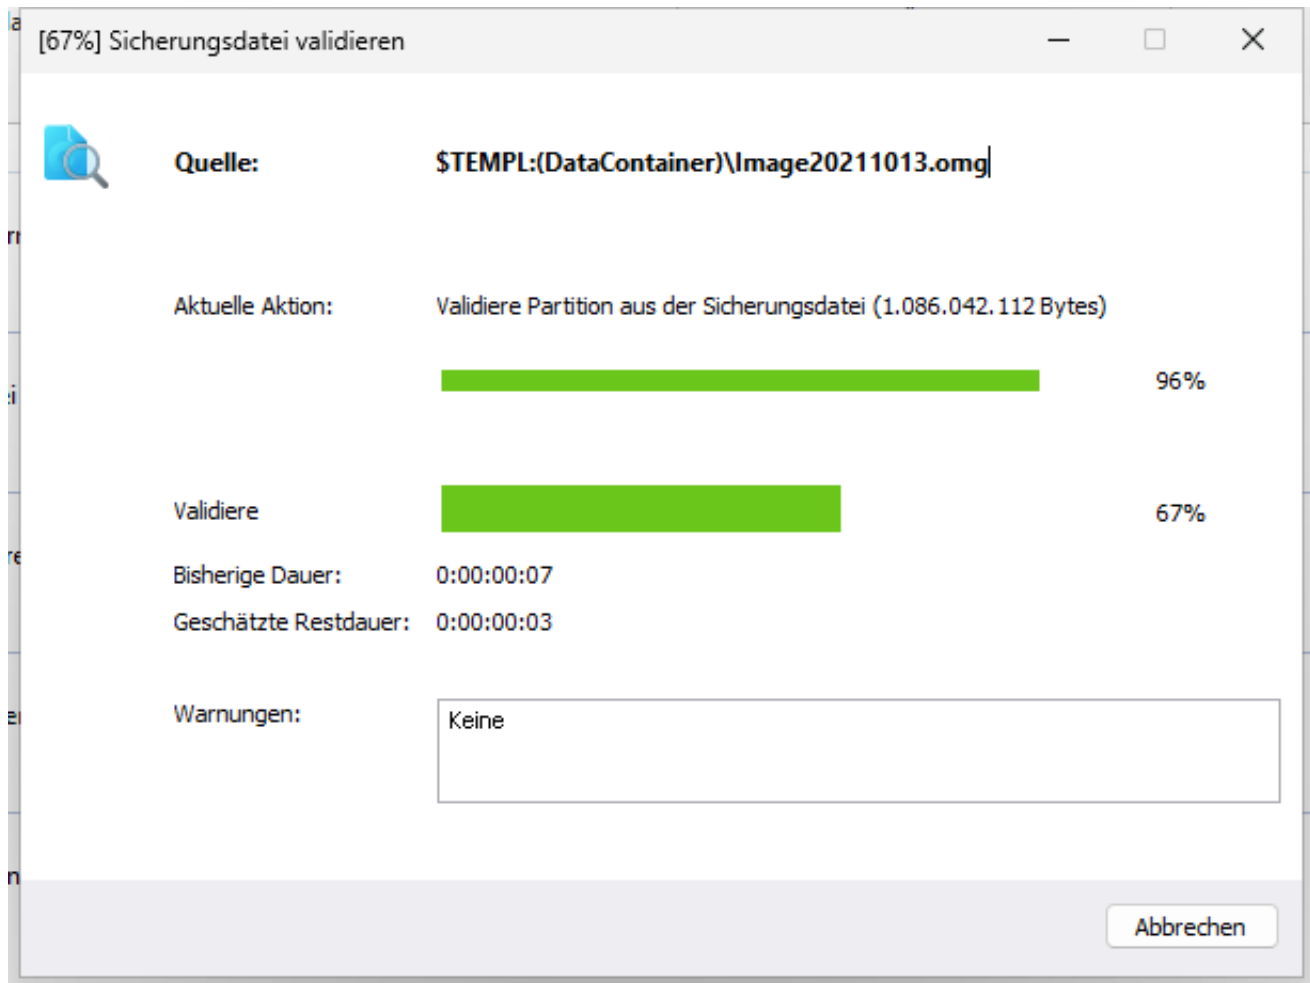 [67%] Sicherungsdatei validieren
Quelle: $TEMPL:(DataContainer)\Image20211013.omg
Aktuelle Aktion: Validiere Partition aus der Sicherungsdatei (1.086.042.112 Bytes)
96%
Validiere 67%
Bisherige Dauer: 0:00:00:07
Geschätzte Restdauer: 0:00:00:03
Warnungen: Keine
Abbrechen